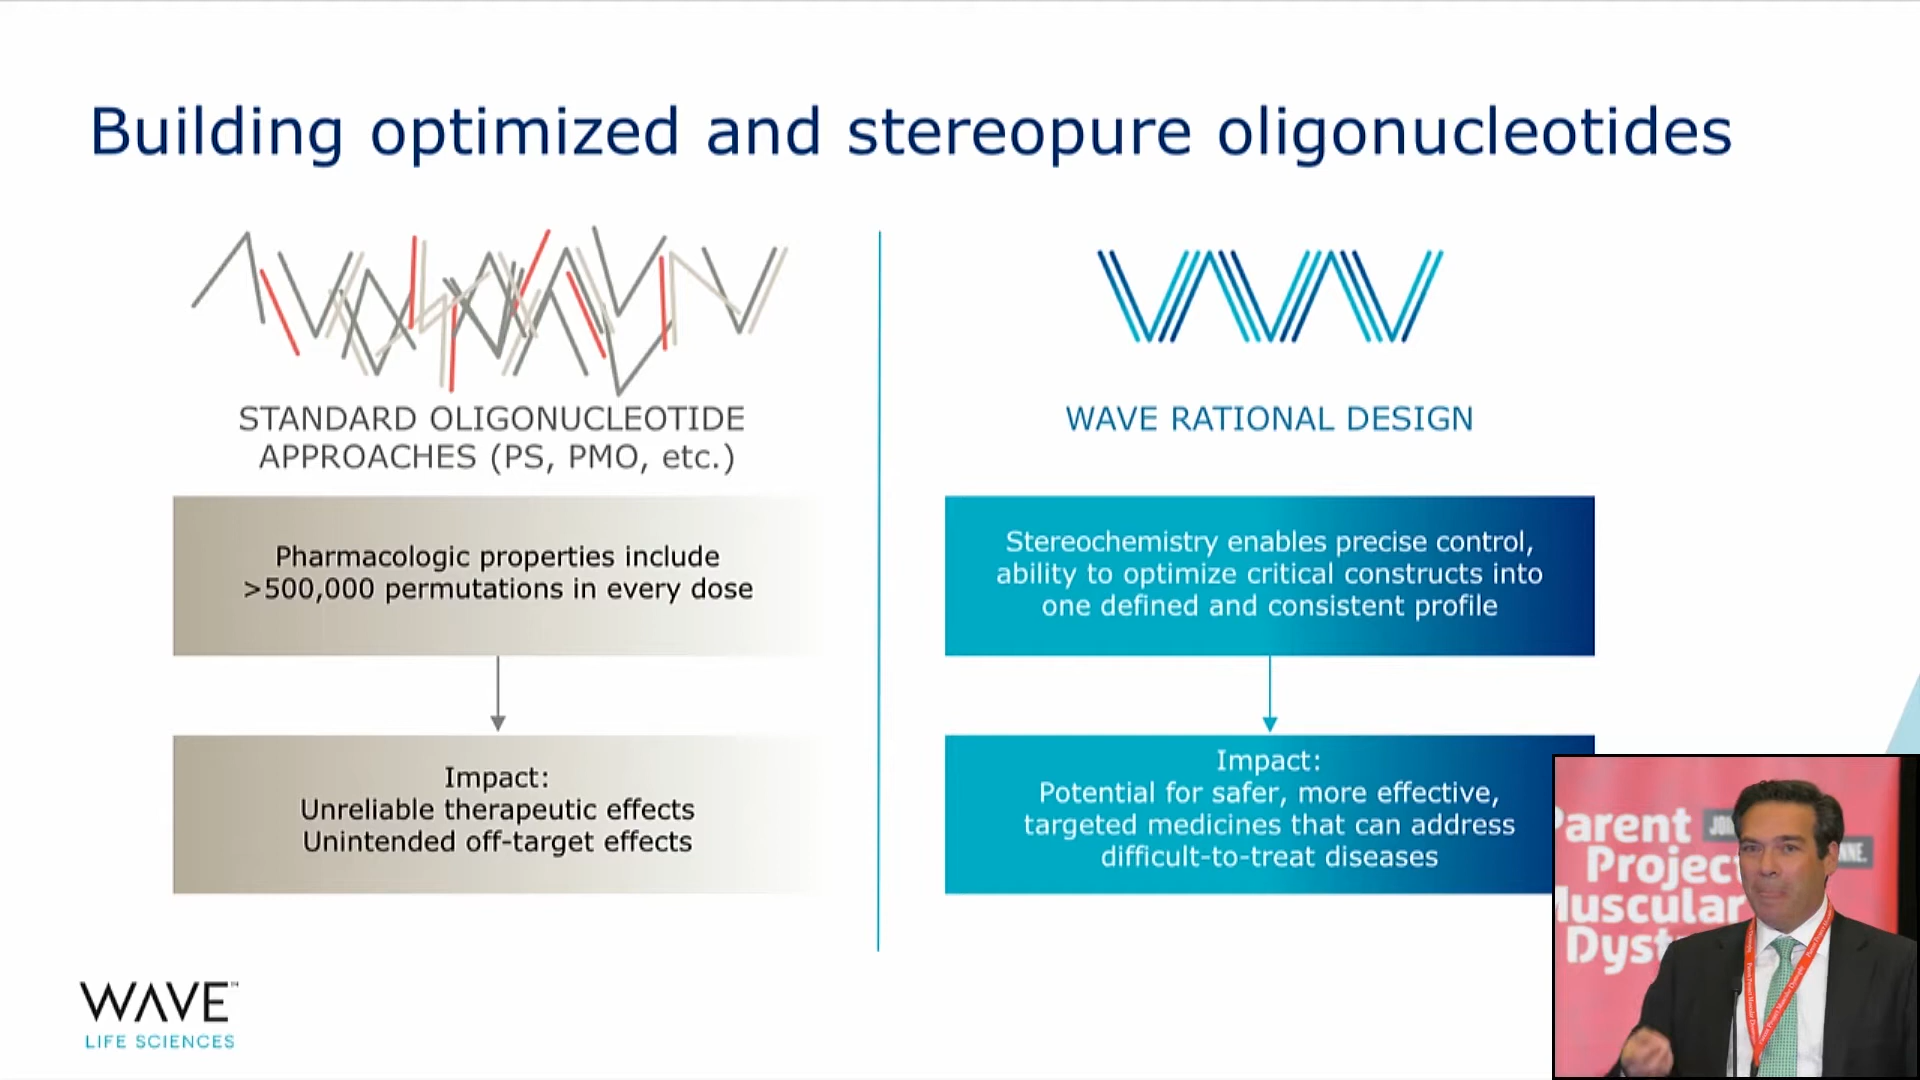 Building optimized and stereopure oligonucleotides
STANDARD OLIGONUCLEOTIDE
APPROACHES (PS, PMO, etc.)
Pharmacologic properties include
>500,000 permutations in every dose
Impact:
Unreliable therapeutic effects
Unintended off-target effects
WAVE RATIONAL DESIGN
Stereochemistry enables precise control,
ability to optimize critical constructs into
one defined and consistent profile
Impact:
Potential for safer, more effective,
targeted medicines that can address
difficult-to-treat diseases
WAVE™
LIFE SCIENCES
Parent
Project
Muscular
Dyst